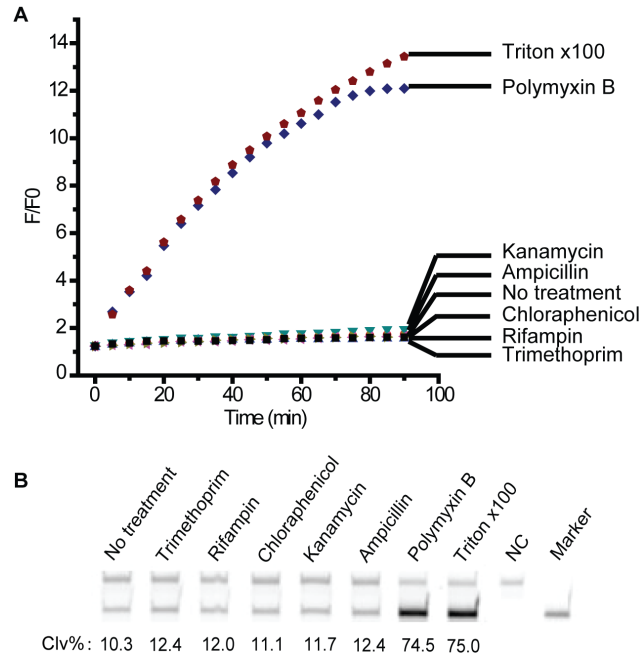 A
14
12
10
8
6
4
2
0
F/F0
0 20 40 60 80 100
Time (min)
Triton x100
Polymyxin B
Kanamycin
Ampicillin
No treatment
Chloraphenicol
Rifampin
Trimethoprim
B
No treatment
Trimethoprim
Rifampin
Chloraphenicol
Kanamycin
Ampicillin
Polymyxin B
Triton x100
NC
Marker
Clv%: 10.3 12.4 12.0 11.1 11.7 12.4 74.5 75.0